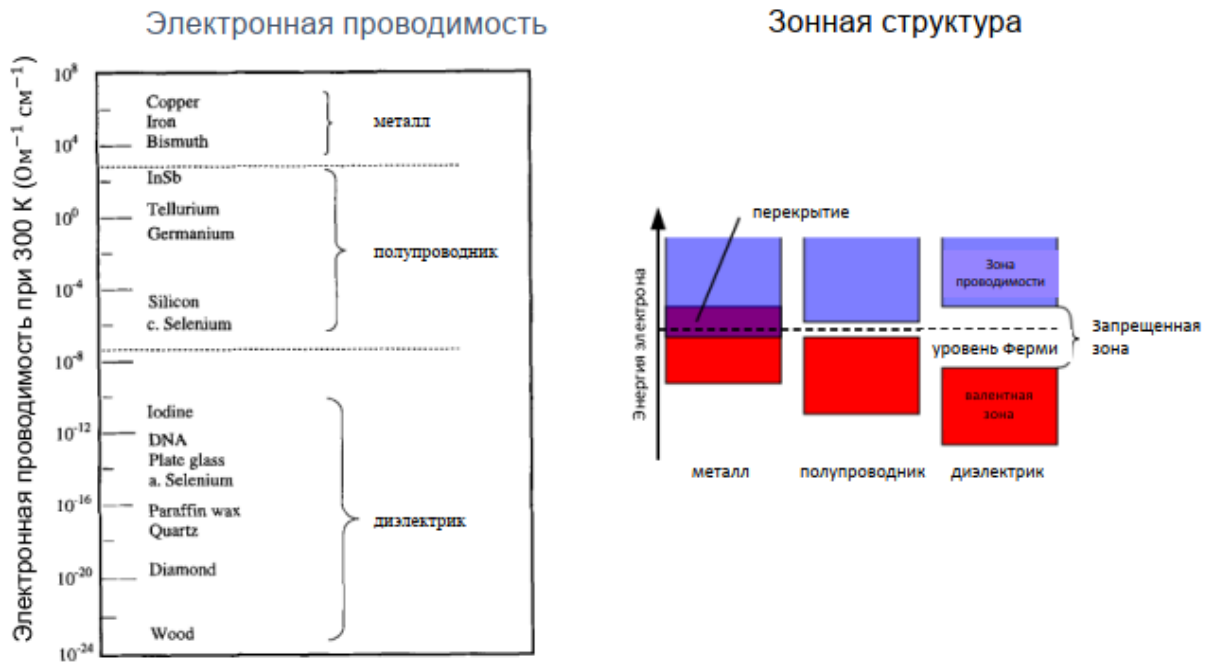 Электронная проводимость
Зонная структура
Электронная проводимость при 300 К (Ом⁻¹ см⁻¹)
10⁸
Copper
Iron
металл
Bismuth
10⁴
InSb
Tellurium
10⁰
Germanium
полупроводник
10⁻⁴
Silicon
c. Selenium
10⁻⁸
Iodine
10⁻¹²
DNA
Plate glass
a. Selenium
10⁻¹⁶
Paraffin wax
Quartz
диэлектрик
10⁻²⁰
Diamond
Wood
10⁻²⁴
Энергия электрона
перекрытие
Зона
проводимости
уровень Ферми
Запрещенная
зона
валентная
зона
металл
полупроводник
диэлектрик